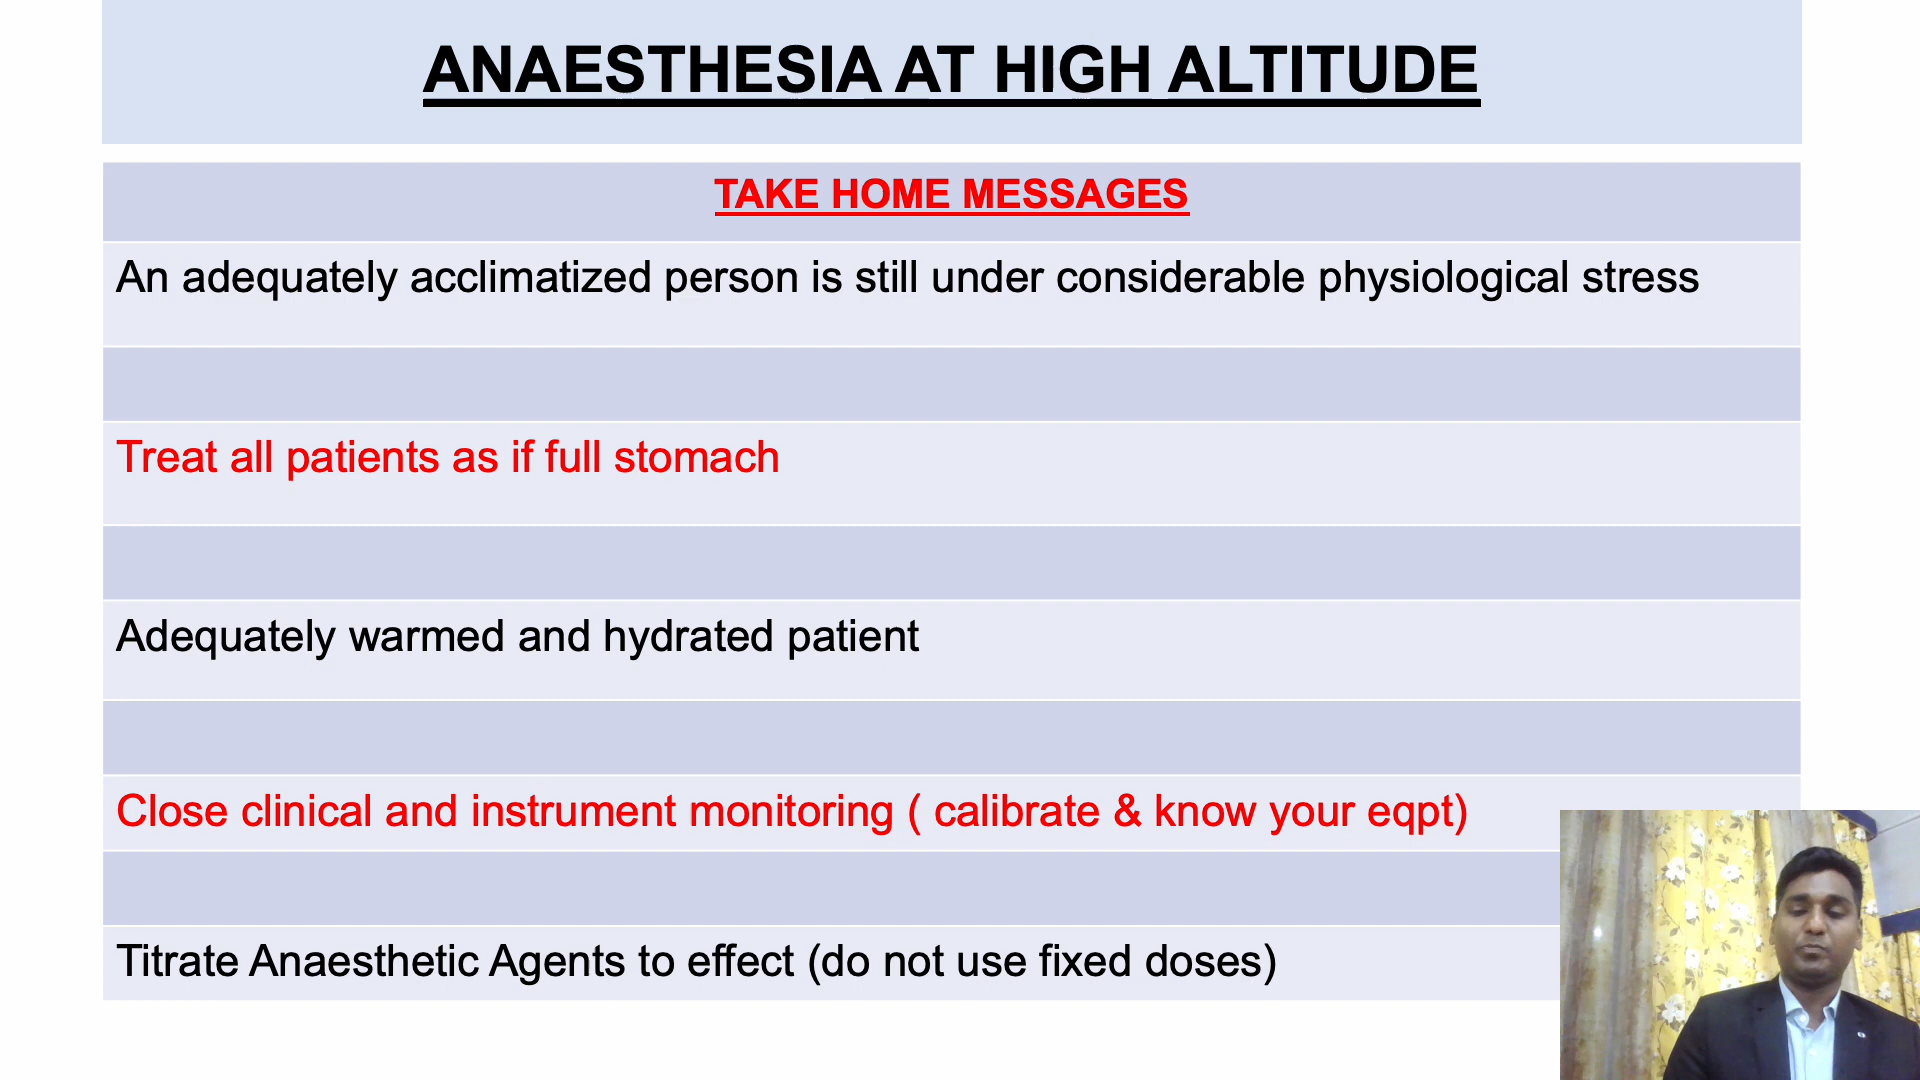 ANAESTHESIA AT HIGH ALTITUDE
TAKE HOME MESSAGES
An adequately acclimatized person is still under considerable physiological stress
Treat all patients as if full stomach
Adequately warmed and hydrated patient
Close clinical and instrument monitoring ( calibrate & know your eqpt)
Titrate Anaesthetic Agents to effect (do not use fixed doses)